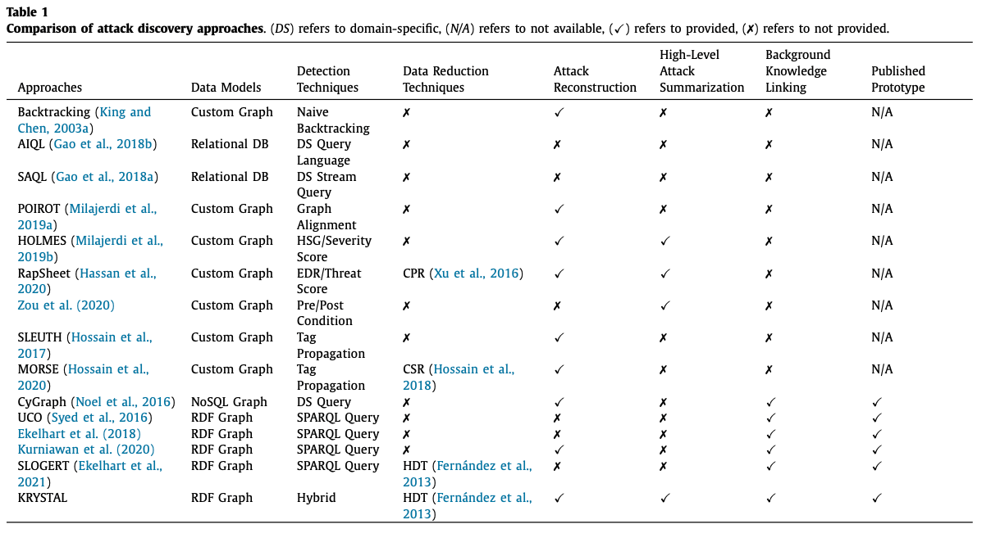 Table 1
Comparison of attack discovery approaches. (DS) refers to domain-specific, (N/A) refers to not available, (✓) refers to provided, (✗) refers to not provided.
High-Level Background
Detection Data Reduction Attack Attack Knowledge Published
Approaches Data Models Techniques Techniques Reconstruction Summarization Linking Prototype
Backtracking (King and Custom Graph Naive ✗ ✓ ✗ ✗ N/A
Chen, 2003a) Backtracking
AIQL (Gao et al., 2018b) Relational DB DS Query ✗ ✗ ✗ ✗ N/A
Language
SAQL (Gao et al., 2018a) Relational DB DS Stream ✗ ✗ ✗ ✗ N/A
Query
POIROT (Milajerdi et al., Custom Graph Graph ✗ ✓ ✗ ✗ N/A
2019a) Alignment
HOLMES (Milajerdi et al., Custom Graph HSG/Severity ✗ ✓ ✓ ✗ N/A
2019b) Score
RapSheet (Hassan et al., Custom Graph EDR/Threat CPR (Xu et al., 2016) ✓ ✓ ✗ N/A
2020) Score
Zou et al. (2020) Custom Graph Pre/Post ✗ ✗ ✓ ✗ N/A
Condition
SLEUTH (Hossain et al., Custom Graph Tag ✗ ✓ ✗ ✗ N/A
2017) Propagation
MORSE (Hossain et al., Custom Graph Tag CSR (Hossain et al., ✓ ✗ ✗ N/A
2020) Propagation 2018)
CyGraph (Noel et al., 2016) NoSQL Graph DS Query ✗ ✓ ✗ ✓ ✓
UCO (Syed et al., 2016) RDF Graph SPARQL Query ✗ ✗ ✗ ✓ ✓
Ekelhart et al. (2018) RDF Graph SPARQL Query ✗ ✗ ✗ ✓ ✓
Kurniawan et al. (2020) RDF Graph SPARQL Query ✗ ✓ ✗ ✓ ✓
SLOGERT (Ekelhart et al., RDF Graph SPARQL Query HDT (Fernández et al., ✗ ✗ ✓ ✓
2021) 2013)
KRYSTAL RDF Graph Hybrid HDT (Fernández et al., ✓ ✓ ✓ ✓
2013)